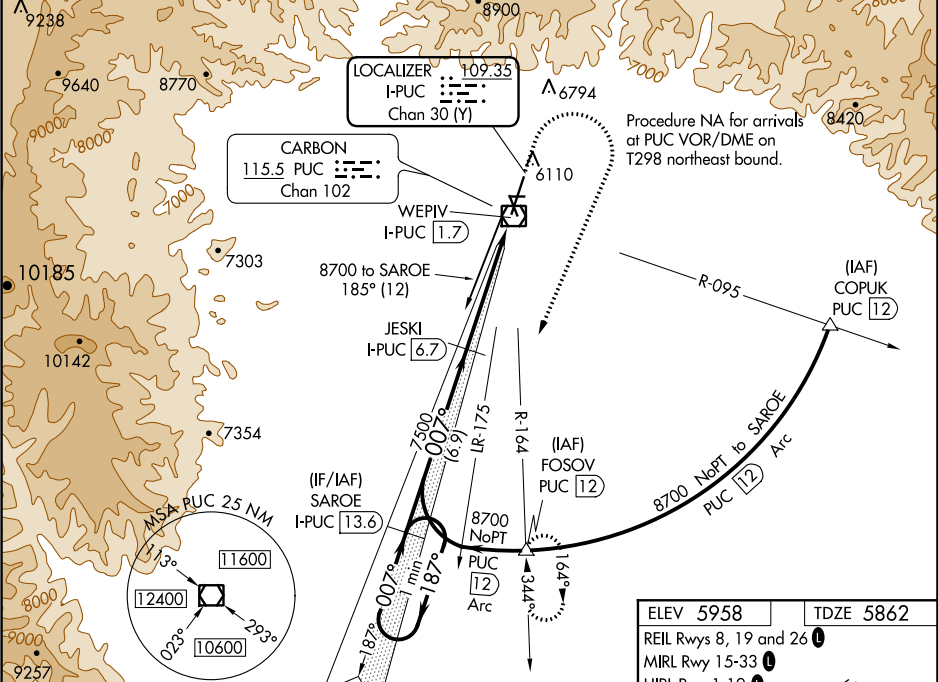 9238
8900
9640
8770
7000
9000
8000
LOCALIZER 109.35
I-PUC
Chan 30 (Y)
6794
8420
Procedure NA for arrivals
at PUC VOR/DME on
T298 northeast bound.
CARBON
115.5 PUC
Chan 102
6110
7000
WEPIV
I-PUC 1.7
7303
8700 to SAROE
185° (12)
R-095
(IAF)
COPUK
PUC 12
10185
JESKI
I-PUC 6.7
10142
7354
7500
007°
(6.9)
LR-175
R-164
(IAF)
FOSOV
PUC 12
8700 NoPT to SAROE
PUC 12 Arc
(IF/IAF)
SAROE
I-PUC 13.6
8700
NoPT
PUC
12
Arc
MSA PUC 25 NM
113°
11600
12400
023°
293°
10600
007°
1 min
187°
187°
344°
164°
8000
9000
9257
ELEV 5958
TDZE 5862
REIL Rwys 8, 19 and 26 L
MIRL Rwy 15-33 L